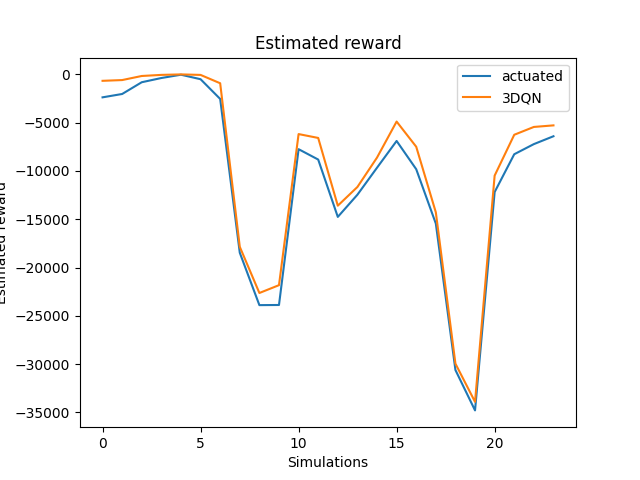 Estimated reward
actuated
3DQN
0
−5000
−10000
−15000
−20000
−25000
−30000
−35000
Estimated reward
0 5 10 15 20
Simulations